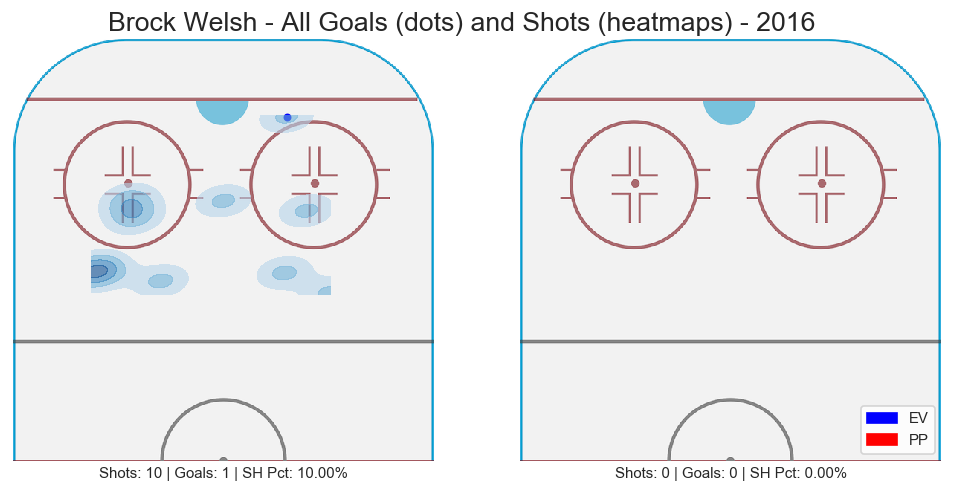 Brock Welsh - All Goals (dots) and Shots (heatmaps) - 2016
EV
PP
Shots: 10 | Goals: 1 | SH Pct: 10.00%
Shots: 0 | Goals: 0 | SH Pct: 0.00%